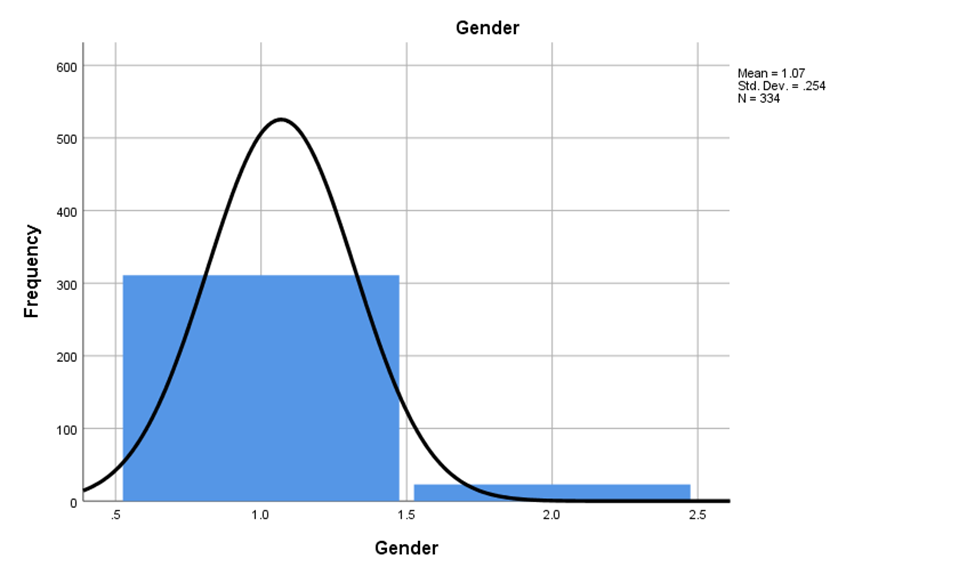 Gender
Mean = 1.07
Std. Dev. = .254
N = 334
600
500
400
300
200
100
0
Frequency
.5
1.0
1.5
2.0
2.5
Gender